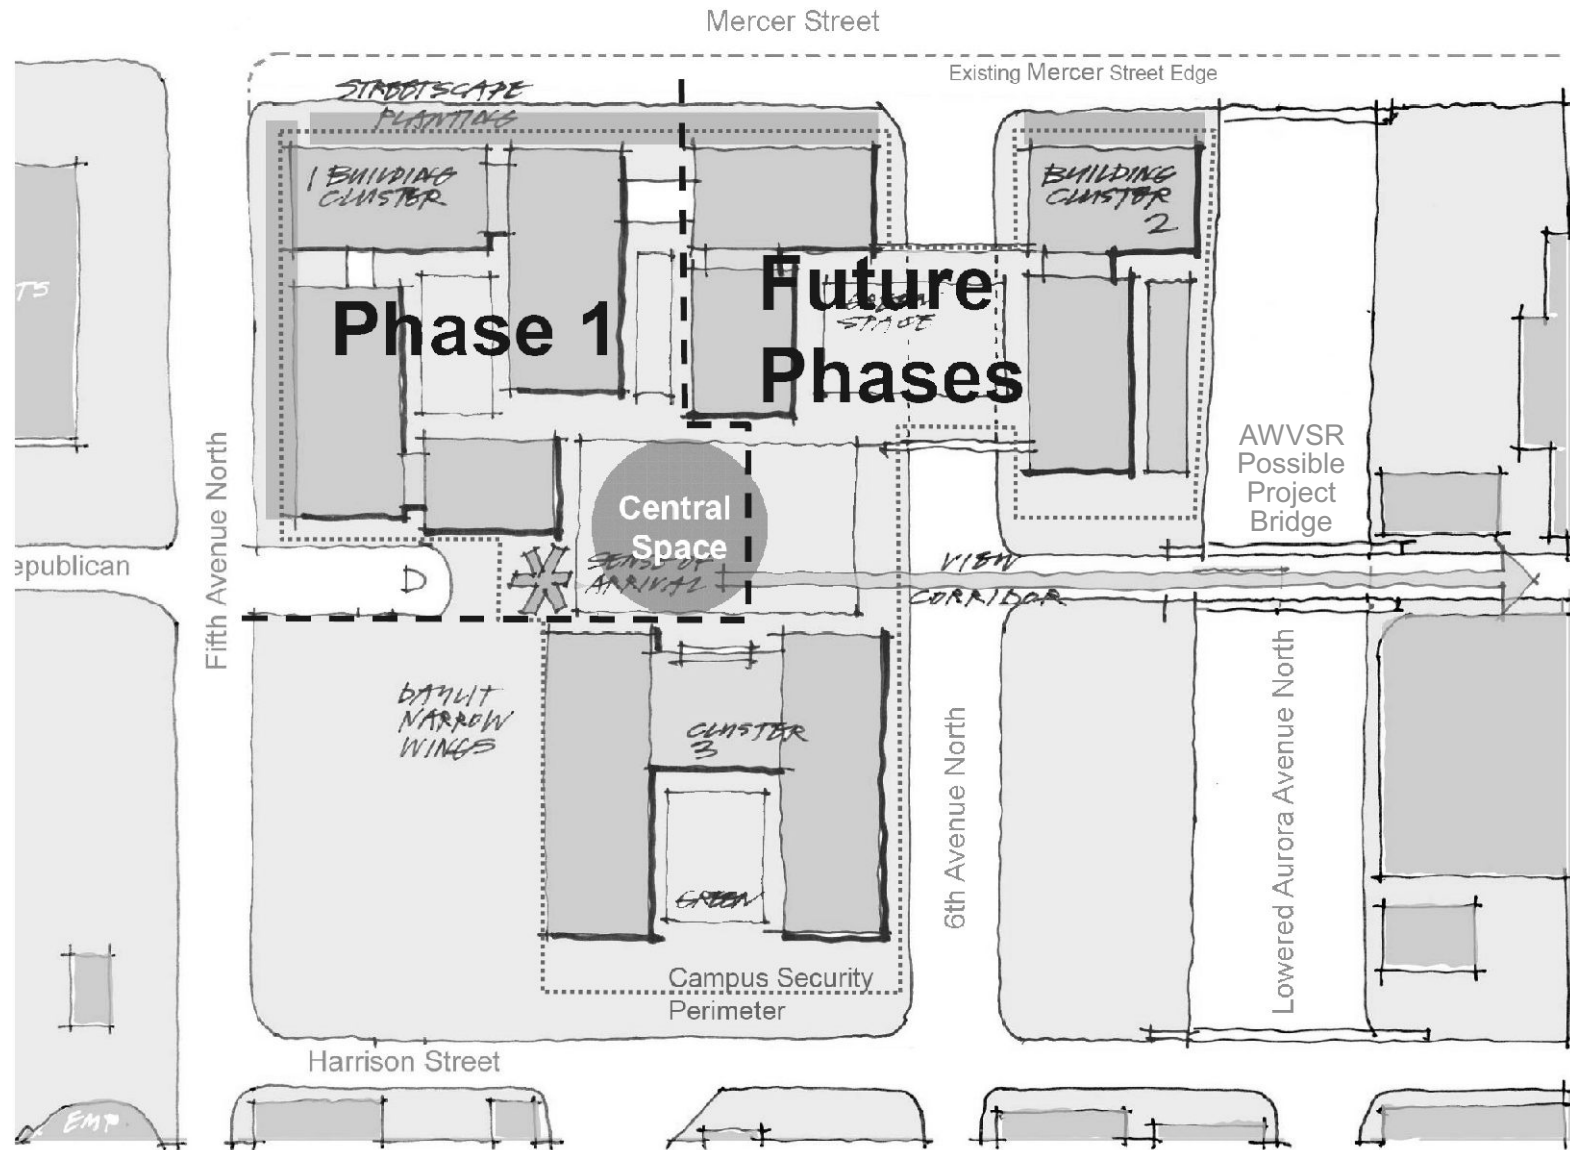 Mercer Street
Existing Mercer Street Edge
STREETSCAPE
PLANTING
1 BUILDING
CLUSTER
BUILDING
CLUSTER
2
TS
Phase 1
Future
Phases
SPACE
AWVSR
Possible
Project
Bridge
Fifth Avenue North
Central
Space
SENSE OF
ARRIVAL
VIEW
CORRIDOR
epublican
D
DAYLIT
NARROW
WINGS
CLUSTER
3
6th Avenue North
Lowered Aurora Avenue North
GREEN
Campus Security
Perimeter
Harrison Street
EMP